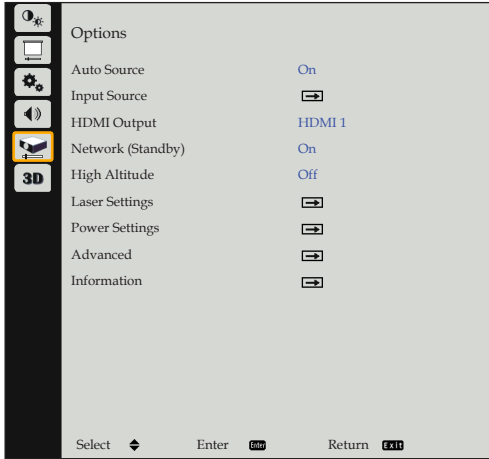 Options
Auto Source On
Input Source
HDMI Output HDMI 1
Network (Standby) On
High Altitude Off
Laser Settings
Power Settings
Advanced
Information
3D
Select Enter Enter Return Exit